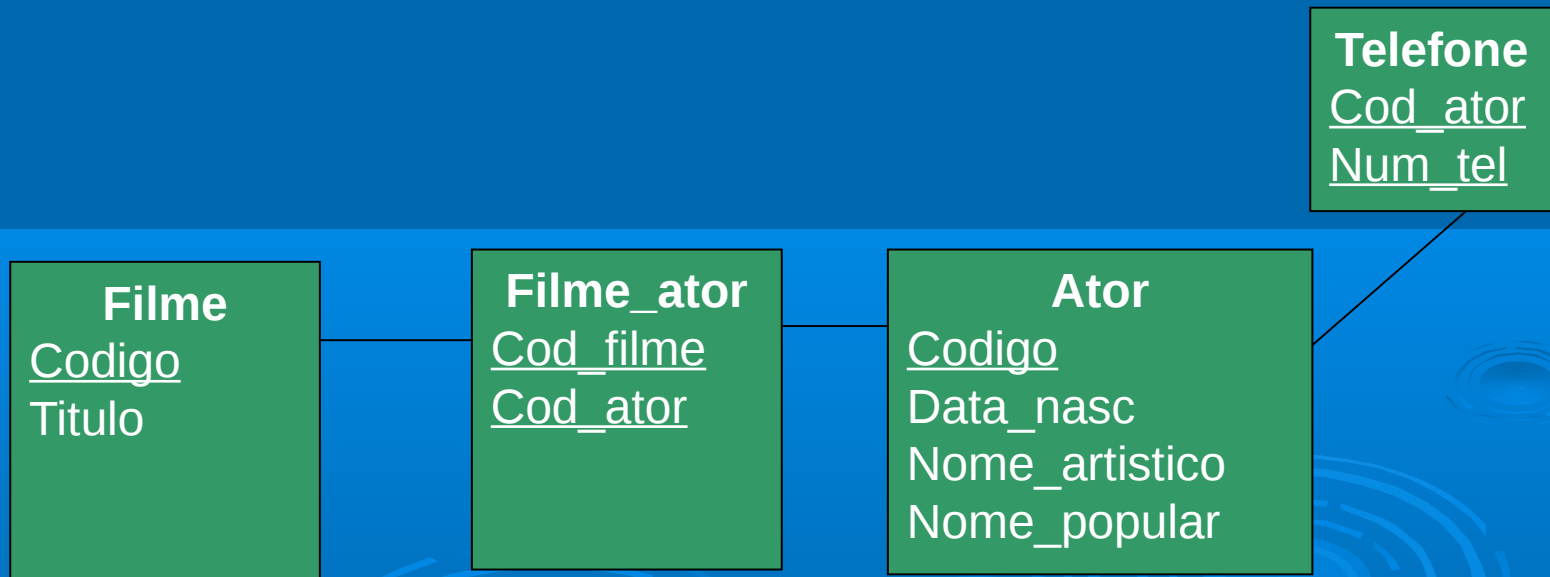 Telefone
Cod_ator
Num_tel
Filme
Codigo
Titulo
Filme_ator
Cod_filme
Cod_ator
Ator
Codigo
Data_nasc
Nome_artistico
Nome_popular